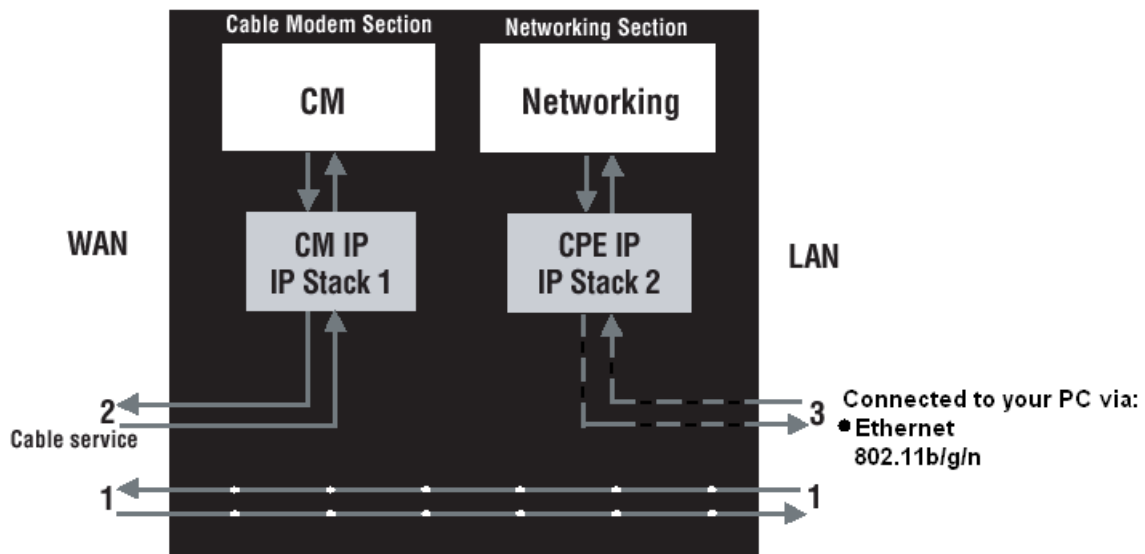 Cable Modem Section
Networking Section
CM
Networking
WAN
CM IP
IP Stack 1
CPE IP
IP Stack 2
LAN
2
Cable service
3
Connected to your PC via:
● Ethernet
802.11b/g/n
1
1